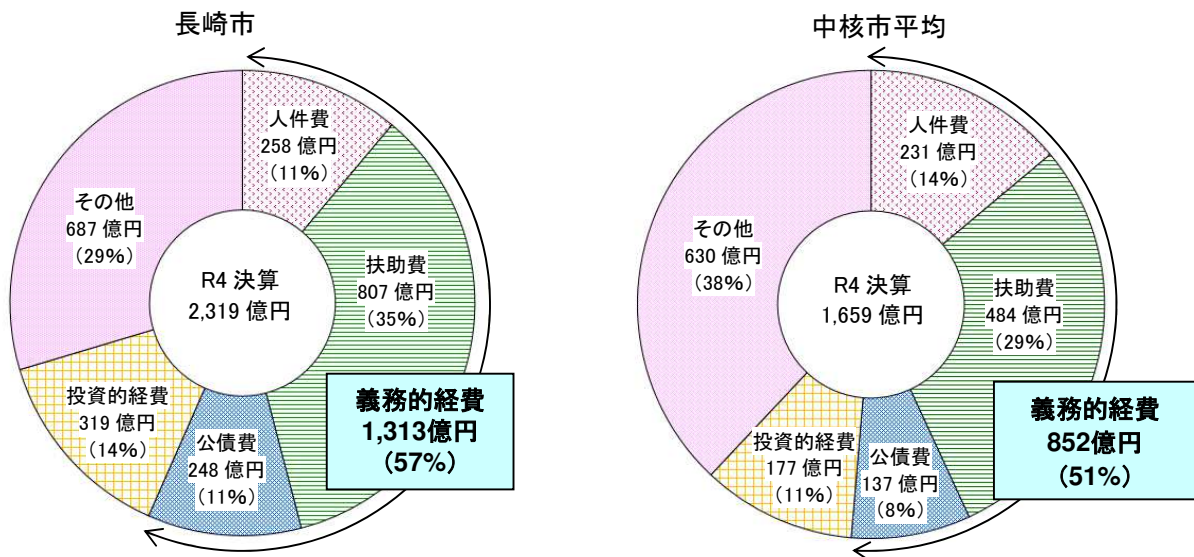 長崎市
人件費
258 億円
(11%)
扶助費
807 億円
(35%)
義務的経費
1,313億円
(57%)
公債費
248 億円
(11%)
投資的経費
319 億円
(14%)
その他
687 億円
(29%)
R4 決算
2,319 億円
中核市平均
人件費
231 億円
(14%)
扶助費
484 億円
(29%)
義務的経費
852億円
(51%)
公債費
137 億円
(8%)
投資的経費
177 億円
(11%)
その他
630 億円
(38%)
R4 決算
1,659 億円